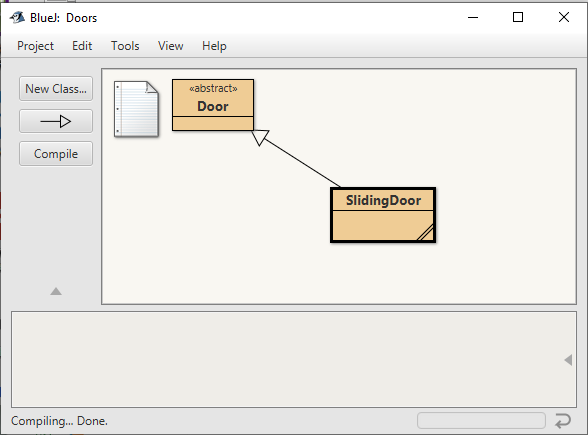 BlueJ: Doors
Project Edit Tools View Help
New Class...
Compile
«abstract»
Door
SlidingDoor
Compiling... Done.